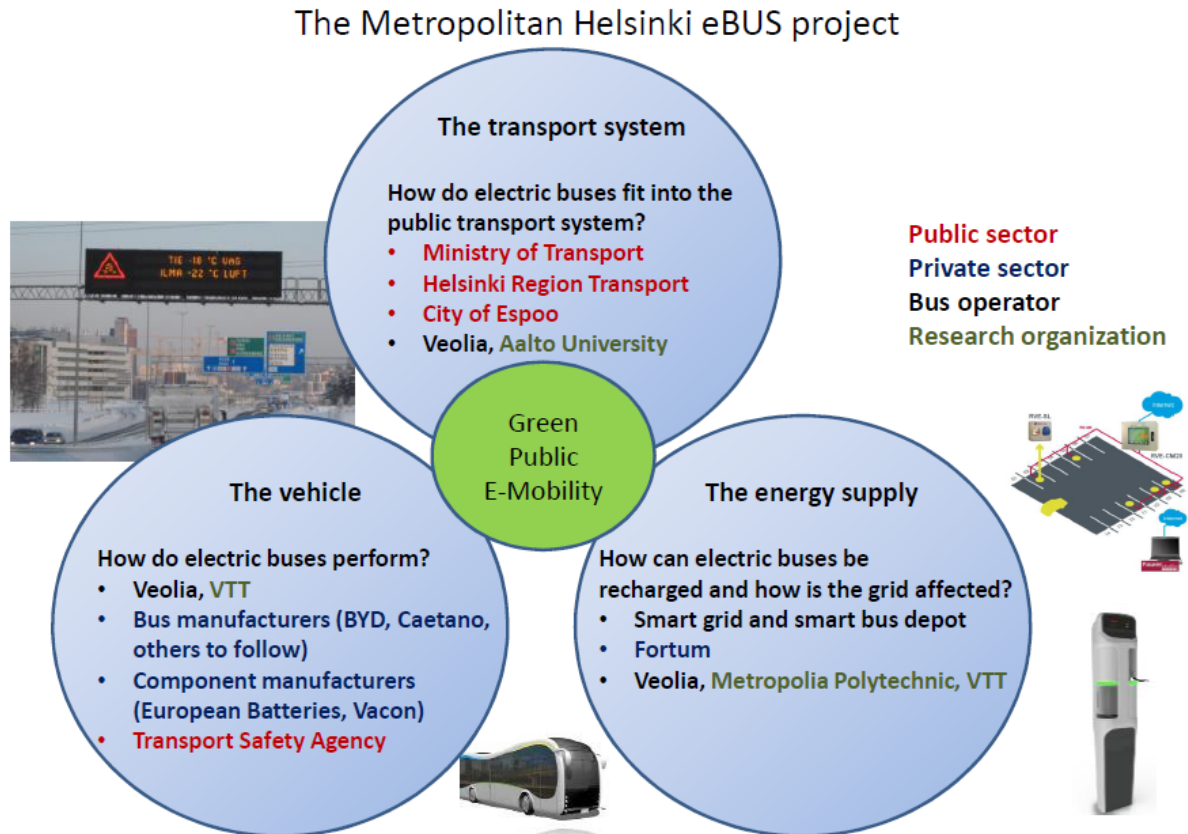 The Metropolitan Helsinki eBUS project
The transport system
How do electric buses fit into the
public transport system?
• Ministry of Transport
• Helsinki Region Transport
• City of Espoo
• Veolia, Aalto University
TIE -18 °C VÄG
ILMA -22 °C LUFT
Public sector
Private sector
Bus operator
Research organization
Green
Public
E-Mobility
The vehicle
How do electric buses perform?
• Veolia, VTT
• Bus manufacturers (BYD, Caetano,
others to follow)
• Component manufacturers
(European Batteries, Vacon)
• Transport Safety Agency
The energy supply
How can electric buses be
recharged and how is the grid affected?
• Smart grid and smart bus depot
• Fortum
• Veolia, Metropolia Polytechnic, VTT
RVE-SL
RVE-CM20